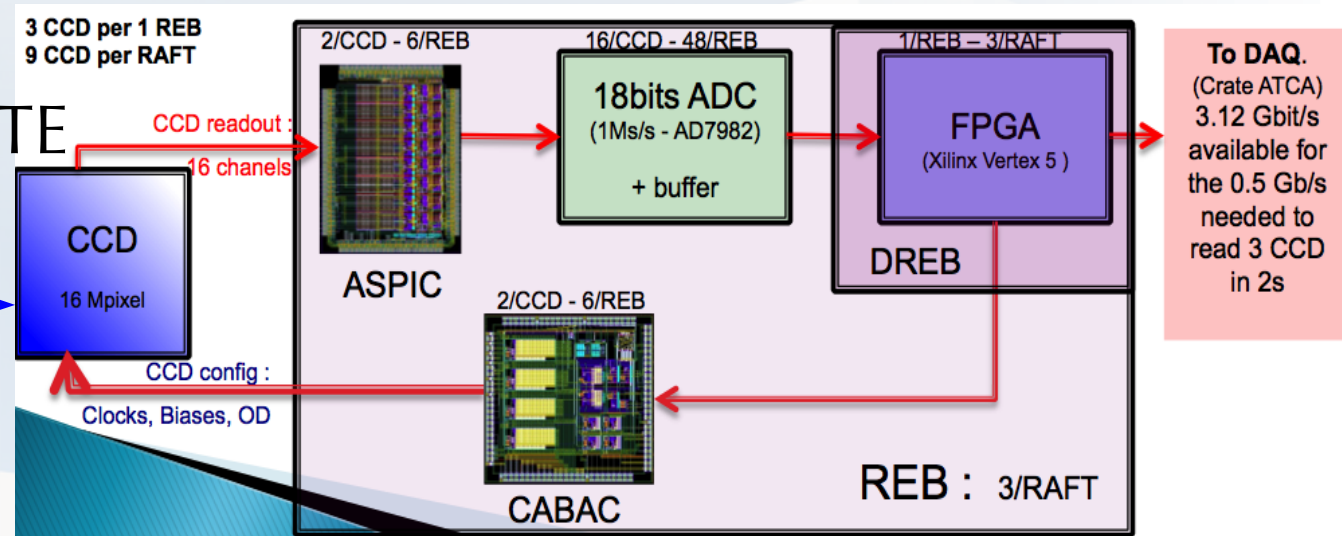 3 CCD per 1 REB
9 CCD per RAFT
TE
CCD readout :
16 chanels
CCD
16 Mpixel
CCD config :
Clocks, Biases, OD
2/CCD - 6/REB
ASPIC
16/CCD - 48/REB
18bits ADC
(1Ms/s - AD7982)
+ buffer
1/REB – 3/RAFT
FPGA
(Xilinx Vertex 5 )
DREB
2/CCD - 6/REB
CABAC
REB : 3/RAFT
To DAQ.
(Crate ATCA)
3.12 Gbit/s
available for
the 0.5 Gb/s
needed to
read 3 CCD
in 2s